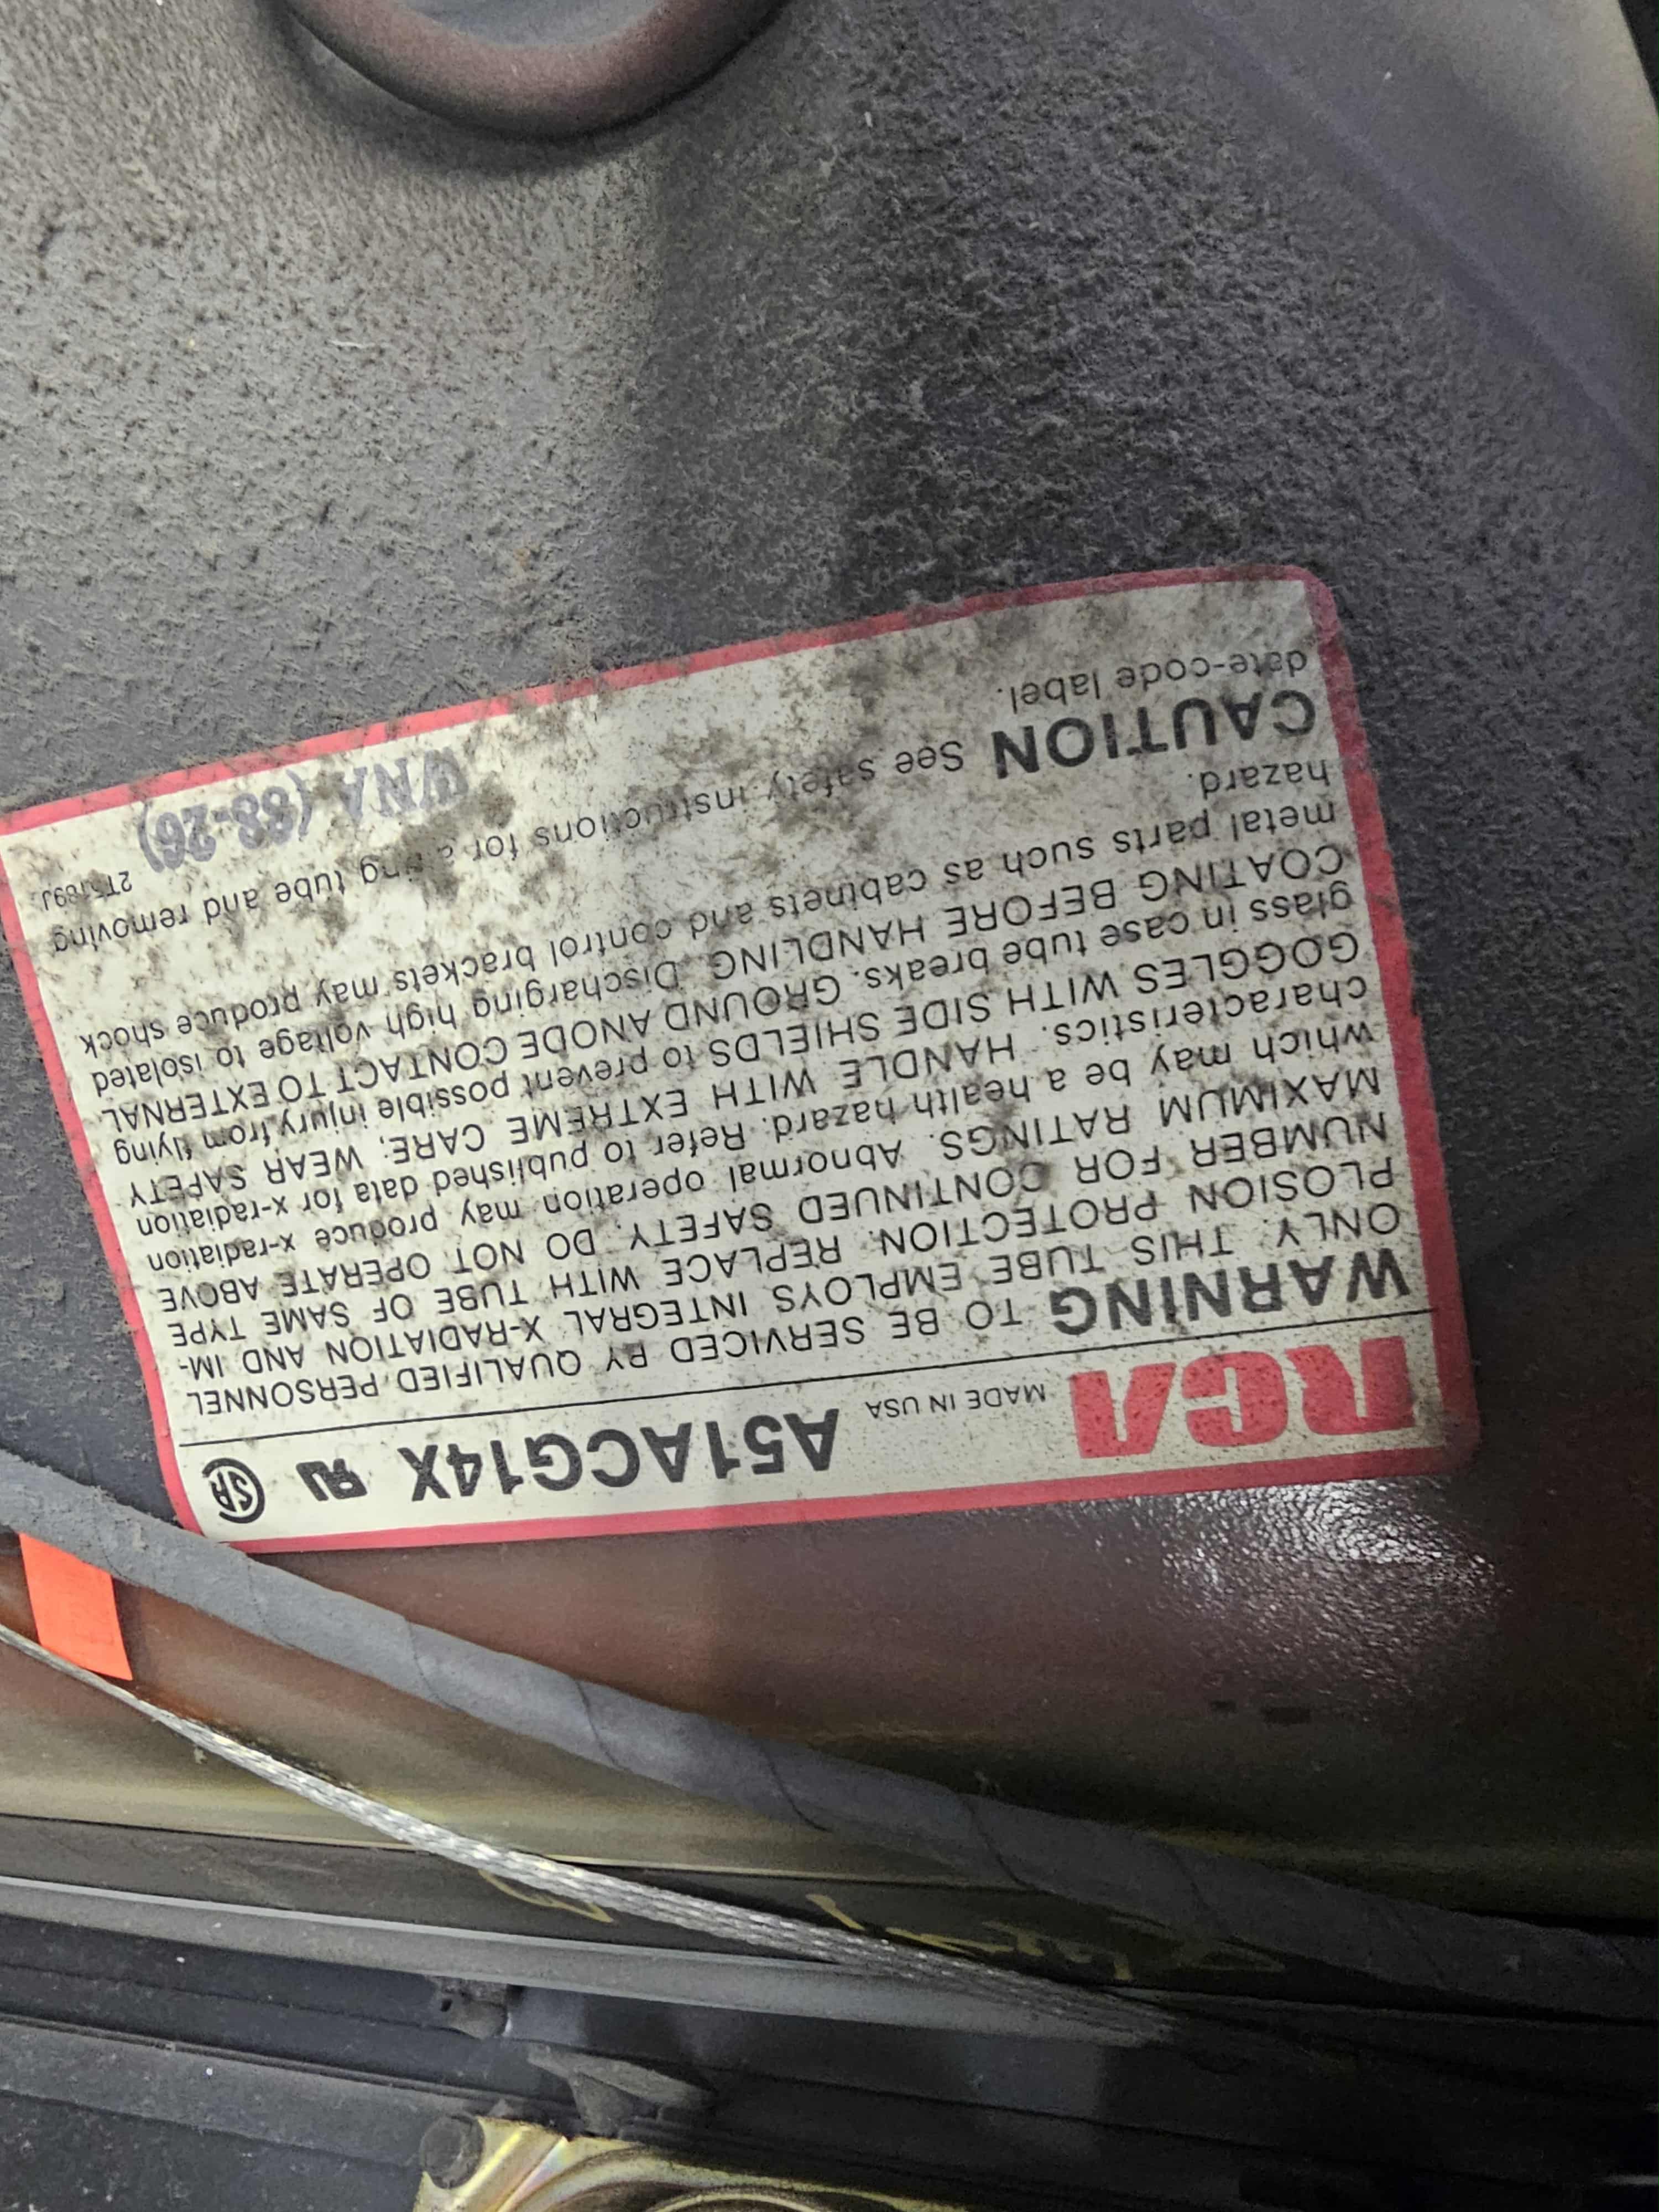 RCA MADE IN USA A51ACG14X
WARNING TO BE SERVICED BY QUALIFIED PERSONNEL
ONLY. THIS TUBE EMPLOYS INTEGRAL X-RADIATION AND IM-
PLOSION PROTECTION. REPLACE WITH TUBE OF SAME TYPE
NUMBER FOR CONTINUED SAFETY. DO NOT OPERATE ABOVE
MAXIMUM RATINGS. Abnormal operation may produce x-radiation
which may be a health hazard. Refer to published data for x-radiation
characteristics. HANDLE WITH EXTREME CARE; WEAR SAFETY
GOGGLES WITH SIDE SHIELDS to prevent possible injury from flying
glass in case tube breaks. GROUND ANODE CONTACT TO EXTERNAL
COATING BEFORE HANDLING. Discharging high voltage to isolated
metal parts such as cabinets and control brackets may produce shock
hazard.
CAUTION See safety instructions for tube and removing
date-code label.
WNA (88-26)